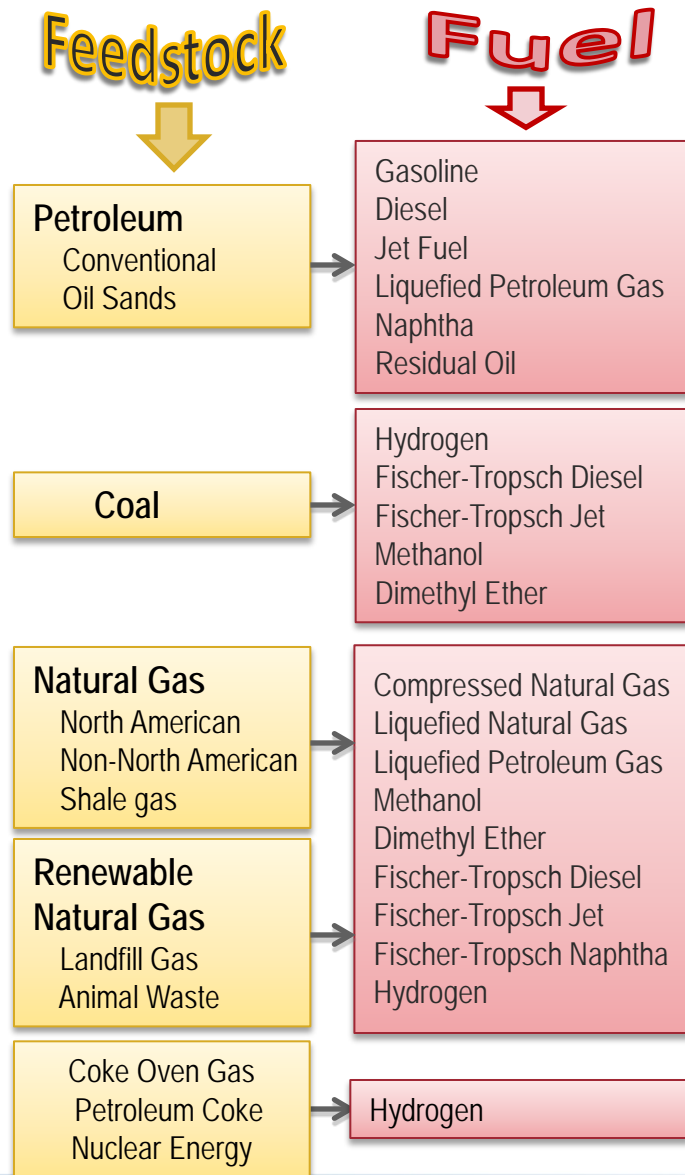 Feedstock
Fuel
Petroleum
Conventional
Oil Sands
Gasoline
Diesel
Jet Fuel
Liquefied Petroleum Gas
Naphtha
Residual Oil
Coal
Hydrogen
Fischer-Tropsch Diesel
Fischer-Tropsch Jet
Methanol
Dimethyl Ether
Natural Gas
North American
Non-North American
Shale gas
Renewable
Natural Gas
Landfill Gas
Animal Waste
Compressed Natural Gas
Liquefied Natural Gas
Liquefied Petroleum Gas
Methanol
Dimethyl Ether
Fischer-Tropsch Diesel
Fischer-Tropsch Jet
Fischer-Tropsch Naphtha
Hydrogen
Coke Oven Gas
Petroleum Coke
Nuclear Energy
Hydrogen